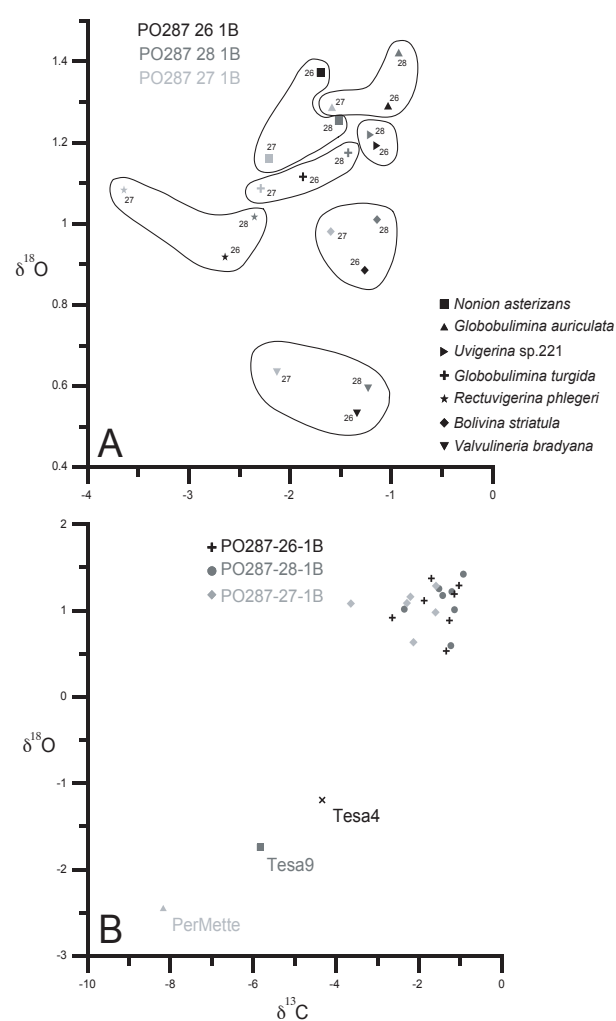 PO287 26 1B
PO287 28 1B
PO287 27 1B
1.4
1.2
1
0.8
0.6
0.4
δ18O
26
28
27
26
28
27
28
26
28
26
27
27
28
26
27
28
26
27
28
26
Nonion asterizans
Globobulimina auriculata
Uvigerina sp.221
Globobulimina turgida
Rectuvigerina phlegeri
Bolivina striatula
Valvulineria bradyana
A
-4
-3
-2
-1
0
2
1
0
-1
-2
-3
PO287-26-1B
PO287-28-1B
PO287-27-1B
δ18O
Tesa4
Tesa9
PerMette
B
-10
-8
-6
-4
-2
0
δ13C